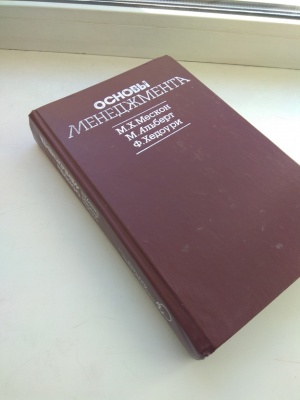 ОСНОВЫ
МЕНЕДЖМЕНТА
М.Х.Мескон
М.Альберт
Ф.Хедоури